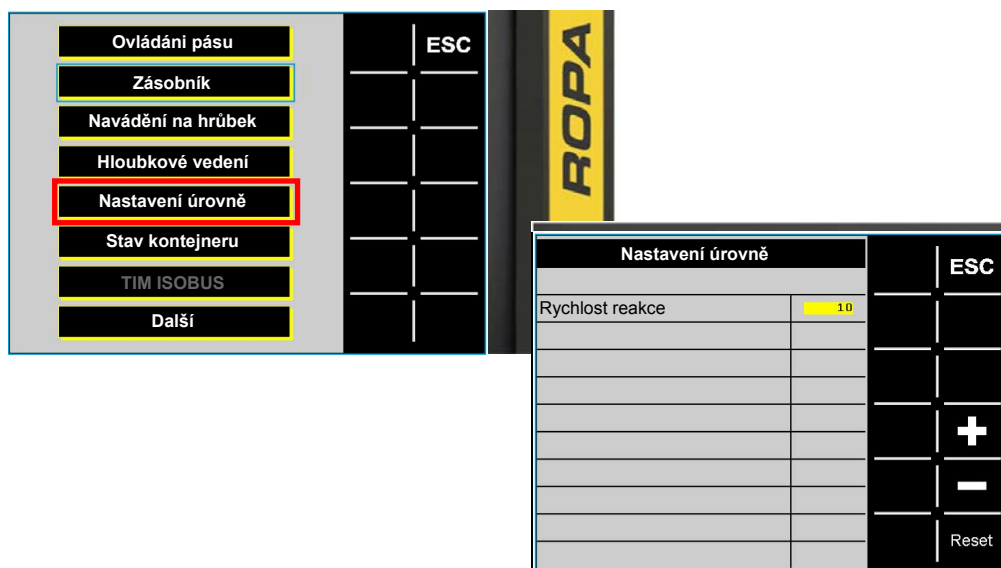 Ovládáni pásu
ESC
Zásobník
Navádění na hrůbek
Hloubkové vedení
Nastavení úrovně
Stav kontejneru
TIM ISOBUS
Další
ROPA
Nastavení úrovně
ESC
Rychlost reakce
10
Reset